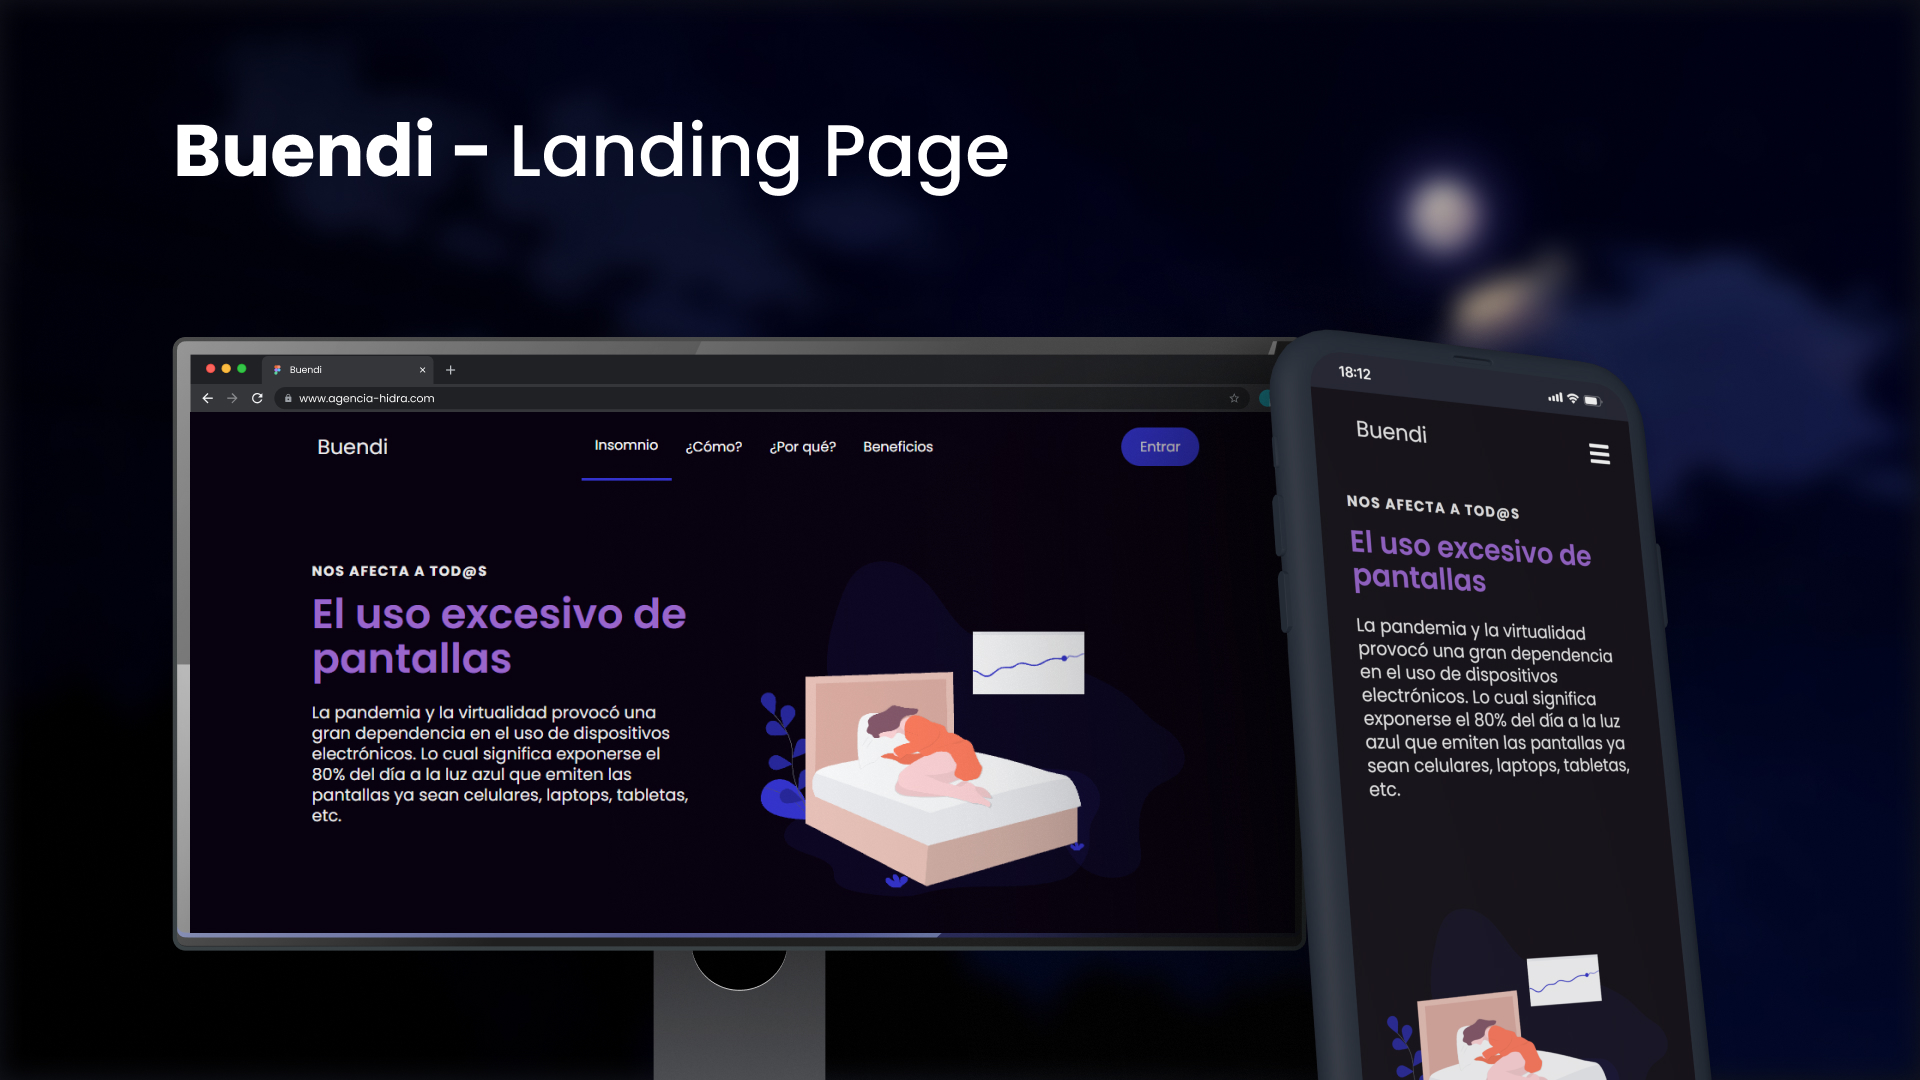 Buendi - Landing Page
Buendi
www.agencia-hidra.com
Buendi
Insomnio
¿Cómo?
¿Por qué?
Beneficios
Entrar
NOS AFECTA A TOD@S
El uso excesivo de
pantallas
La pandemia y la virtualidad provocó una
gran dependencia en el uso de dispositivos
electrónicos. Lo cual significa exponerse el
80% del día a la luz azul que emiten las
pantallas ya sean celulares, laptops, tabletas,
etc.
18:12
Buendi
NOS AFECTA A TOD@S
El uso excesivo de
pantallas
La pandemia y la virtualidad
provocó una gran dependencia
en el uso de dispositivos
electrónicos. Lo cual significa
exponerse el 80% del día a la luz
azul que emiten las pantallas ya
sean celulares, laptops, tabletas,
etc.